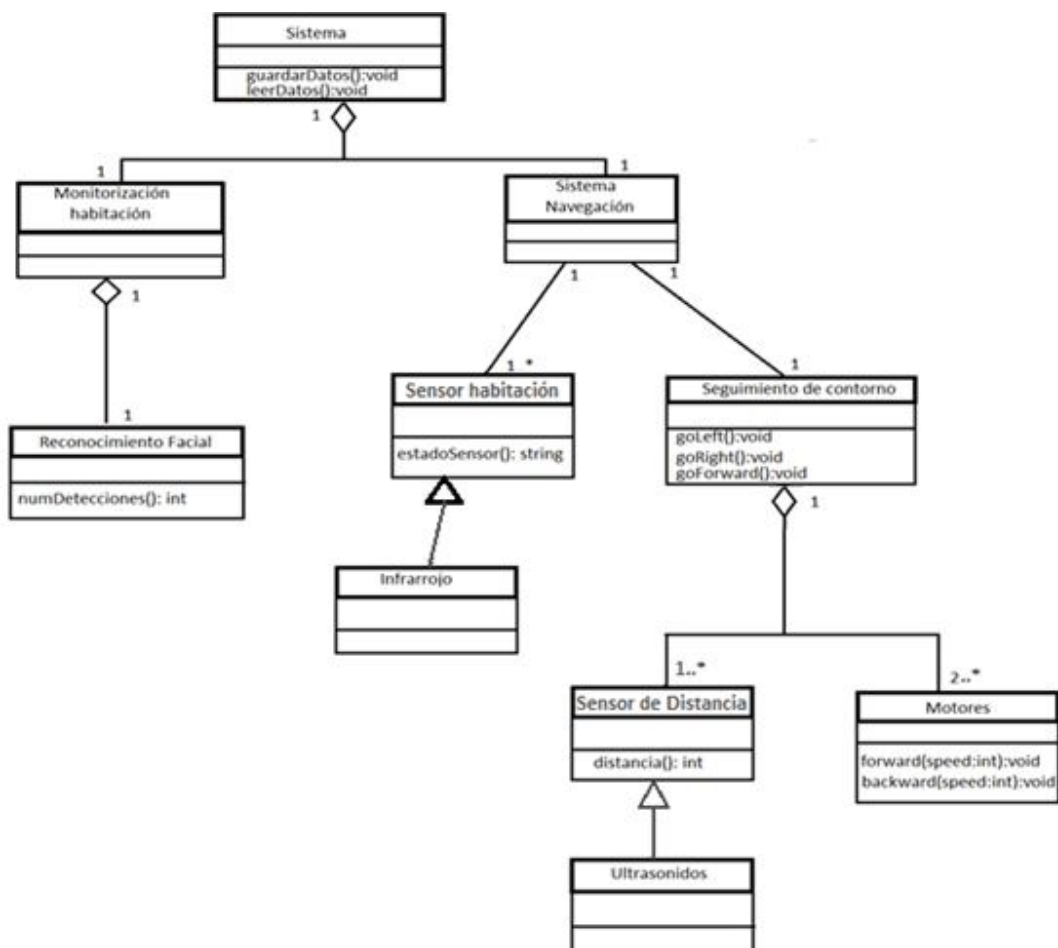 Sistema
guardarDatos():void
leerDatos():void
1
1
1
Monitorización
habitación
Sistema
Navegación
1
1
1
1
1 *
1
Sensor habitación
Seguimiento de contorno
Reconocimiento Facial
estadoSensor(): string
goLeft():void
goRight():void
goForward():void
numDetecciones(): int
1
Infrarrojo
1..*
2..*
Sensor de Distancia
Motores
distancia(): int
forward(speed:int):void
backward(speed:int):void
Ultrasonidos